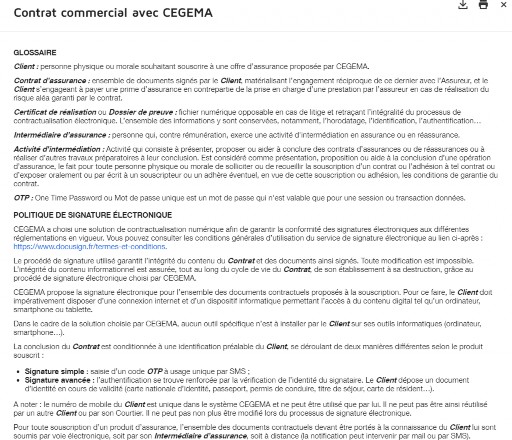 Contrat commercial avec CEGEMA
GLOSSAIRE
Client : personne physique ou morale souhaitant souscrire à une offre d'assurance proposée par CEGEMA.
Contrat d'assurance : ensemble de documents signés par le Client, matérialisant l'engagement réciproque de ce dernier avec l'Assureur, et le
Client s'engageant à payer une prime d'assurance en contrepartie de la prise en charge d'une prestation par l'assureur en cas de réalisation du
risque aléa garanti par le contrat.
Certificat de réalisation ou Dossier de preuve : fichier numérique opposable en cas de litige et retraçant l'intégralité du processus de
contractualisation électronique. L'ensemble des informations y sont conservées, notamment, l'horodatage, l'identification, l'authentification...
Intermédiaire d'assurance : personne qui, contre rémunération, exerce une activité d'intermédiation en assurance ou en réassurance.
Activité d'intermédiation : Activité qui consiste à présenter, proposer ou aider à conclure des contrats d'assurances ou de réassurances ou à
réaliser d'autres travaux préparatoires à leur conclusion. Est considéré comme présentation, proposition ou aide à la conclusion d'une opération
d'assurance, le fait pour toute personne physique ou morale de solliciter ou de recueillir la souscription d'un contrat ou l'adhésion à tel contrat ou
d'exposer oralement ou par écrit à un souscripteur ou un adhère éventuel, en vue de cette souscription ou adhésion, les conditions de garantie du
contrat.
OTP : One Time Password ou Mot de passe unique est un mot de passe qui n'est valable que pour une session ou transaction données.
POLITIQUE DE SIGNATURE ÉLECTRONIQUE
CEGEMA a choisi une solution de contractualisation numérique afin de garantir la conformité des signatures électroniques aux différentes
réglementations en vigueur. Vous pouvez consulter les conditions générales d'utilisation du service de signature électronique au lien ci-après :
https://www.docusign.fr/termes-et-conditions.
Le procédé de signature utilisé garantit l'intégrité du contenu du Contrat et des documents ainsi signés. Toute modification est impossible.
L'intégrité du contenu informationnel est assurée, tout au long du cycle de vie du Contrat, de son établissement à sa destruction, grâce au
procédé de signature électronique choisi par CEGEMA.
CEGEMA propose la signature électronique pour l'ensemble des documents contractuels proposés à la souscription. Pour ce faire, le Client doit
impérativement disposer d'une connexion internet et d'un dispositif informatique permettant l'accès à du contenu digital tel qu'un ordinateur,
smartphone ou tablette.
Dans le cadre de la solution choisie par CEGEMA, aucun outil spécifique n'est à installer par le Client sur ses outils informatiques (ordinateur,
smartphone...).
La conclusion du Contrat est conditionnée à une identification préalable du Client, se déroulant de deux manières différentes selon le produit
souscrit :
• Signature simple : saisie d'un code OTP à usage unique par SMS ;
• Signature avancée : l'authentification se trouve renforcée par la vérification de l'identité du signataire. Le Client dépose un document
d'identité en cours de validité (carte nationale d'identité, passeport, permis de conduire, titre de séjour, carte de résident...).
A noter : le numéro de mobile du Client est unique dans le système CEGEMA et ne peut être utilisé que par lui. Il ne peut pas être ainsi réutilisé
par un autre Client ou par son Courtier. Il ne peut pas non plus être modifié lors du processus de signature électronique.
Pour toute souscription d'un produit d'assurance, l'ensemble des documents contractuels devant être portés à la connaissance du Client lui sont
soumis par voie électronique, soit par son Intermédiaire d'assurance, soit à distance (la notification peut intervenir par mail ou par SMS).